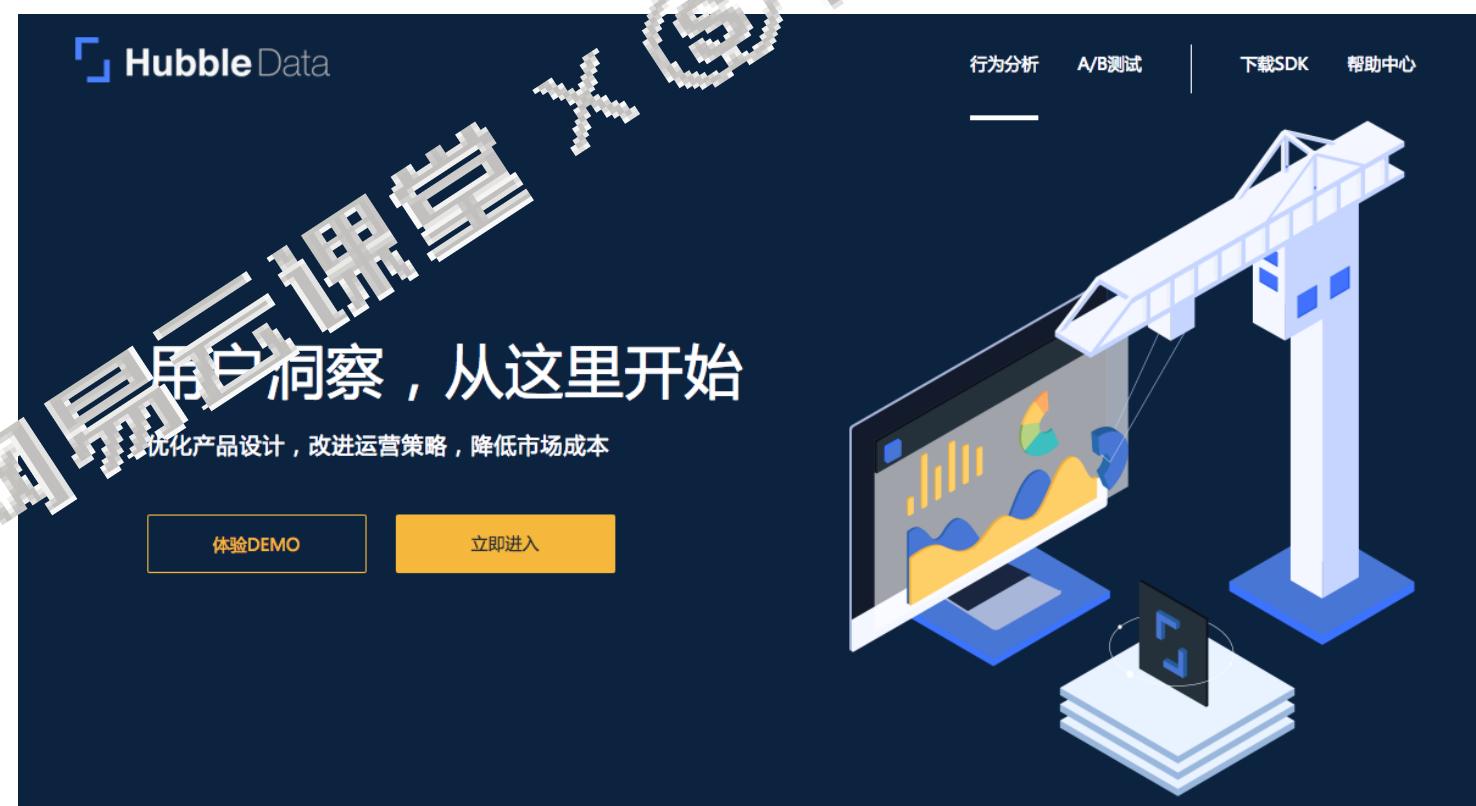 Hubble Data
行为分析 A/B测试 下载SDK 帮助中心
网易云课堂 X
用户洞察，从这里开始
优化产品设计，改进运营策略，降低市场成本
体验DEMO 立即进入